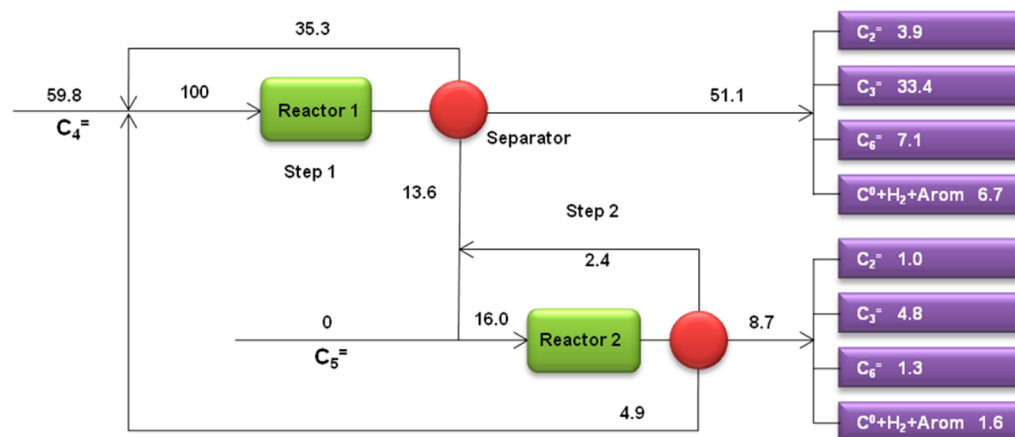 35.3
59.8
100
C₄⁼
Reactor 1
Separator
Step 1
51.1
13.6
Step 2
2.4
0
C₅⁼
16.0
Reactor 2
8.7
4.9
C₂⁼ 3.9
C₃⁼ 33.4
C₆⁼ 7.1
C⁰+H₂+Arom 6.7
C₂⁼ 1.0
C₃⁼ 4.8
C₆⁼ 1.3
C⁰+H₂+Arom 1.6